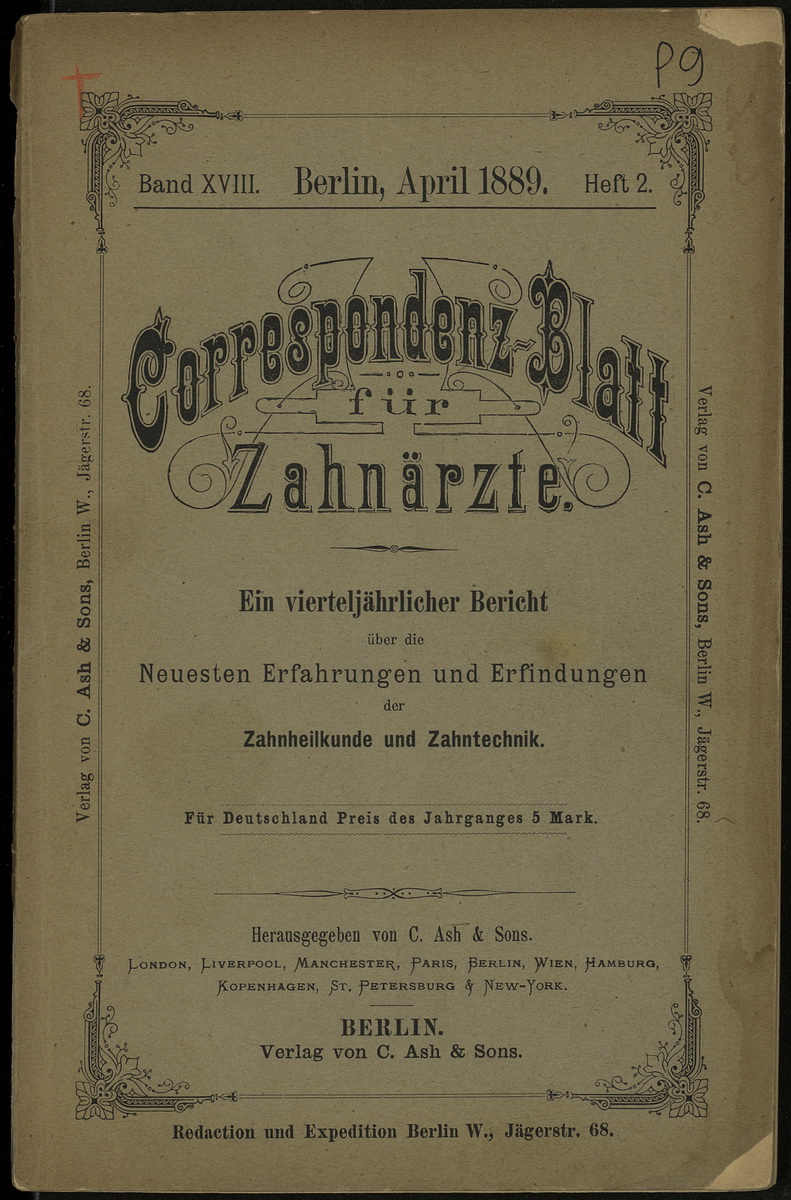 P9
Band XVIII. Berlin, April 1889. Heft 2.
Correspondenz-Blatt
für
Zahnärzte.
Ein vierteljährlicher Bericht
über die
Neuesten Erfahrungen und Erfindungen
der
Zahnheilkunde und Zahntechnik.
Für Deutschland Preis des Jahrganges 5 Mark.
Herausgegeben von C. Ash & Sons.
London, Liverpool, Manchester, Paris, Berlin, Wien, Hamburg,
Kopenhagen, St. Petersburg & New-York.
BERLIN.
Verlag von C. Ash & Sons.
Redaction und Expedition Berlin W., Jägerstr. 68.
Verlag von C. Ash & Sons, Berlin W., Jägerstr. 68.
Verlag von C. Ash & Sons, Berlin W., Jägerstr. 68.